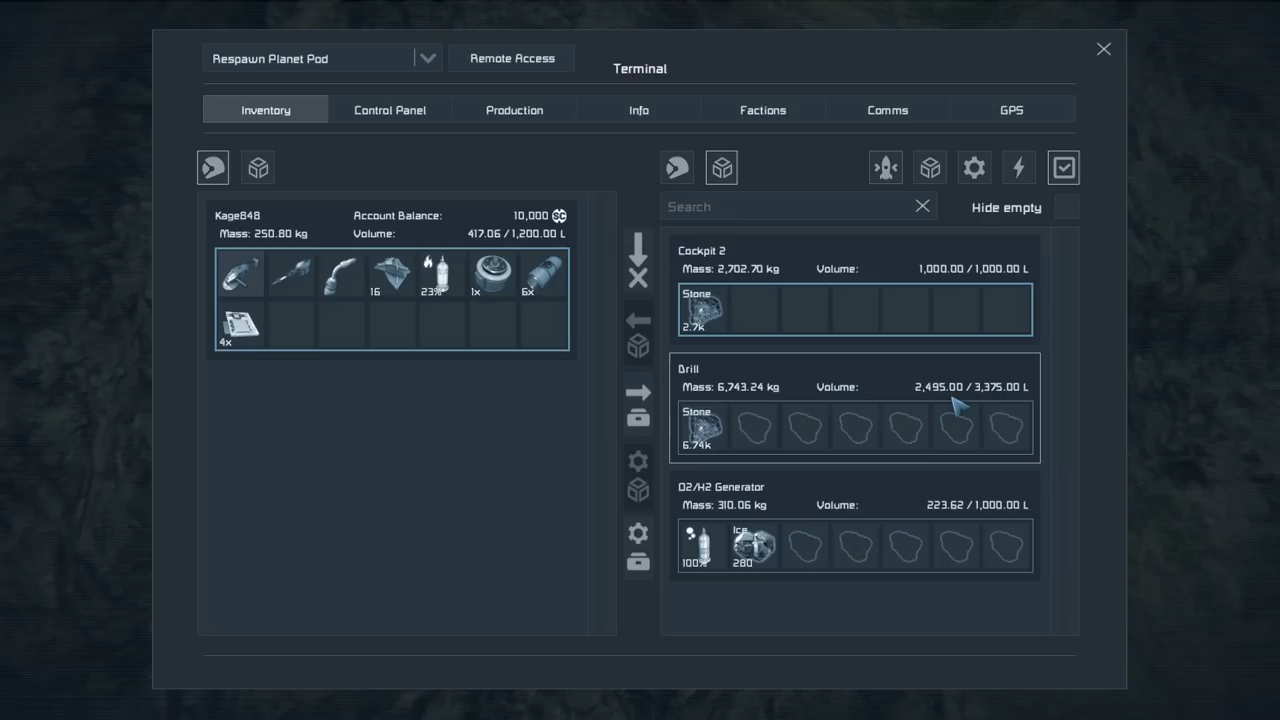 Respawn Planet Pod
Remote Access
Terminal
Inventory
Control Panel
Production
Info
Factions
Comms
GPS
Kage848 Account Balance: 10,000 SC
Mass: 250.80 kg Volume: 417.06 / 1,200.00 L
16
23%
1x
6x
4x
Search
Hide empty
Cockpit 2
Mass: 2,702.70 kg Volume: 1,000.00 / 1,000.00 L
Stone
2.7k
Drill
Mass: 6,743.24 kg Volume: 2,495.00 / 3,375.00 L
Stone
6.74k
O2/H2 Generator
Mass: 310.06 kg Volume: 223.62 / 1,000.00 L
Ice
100%
280